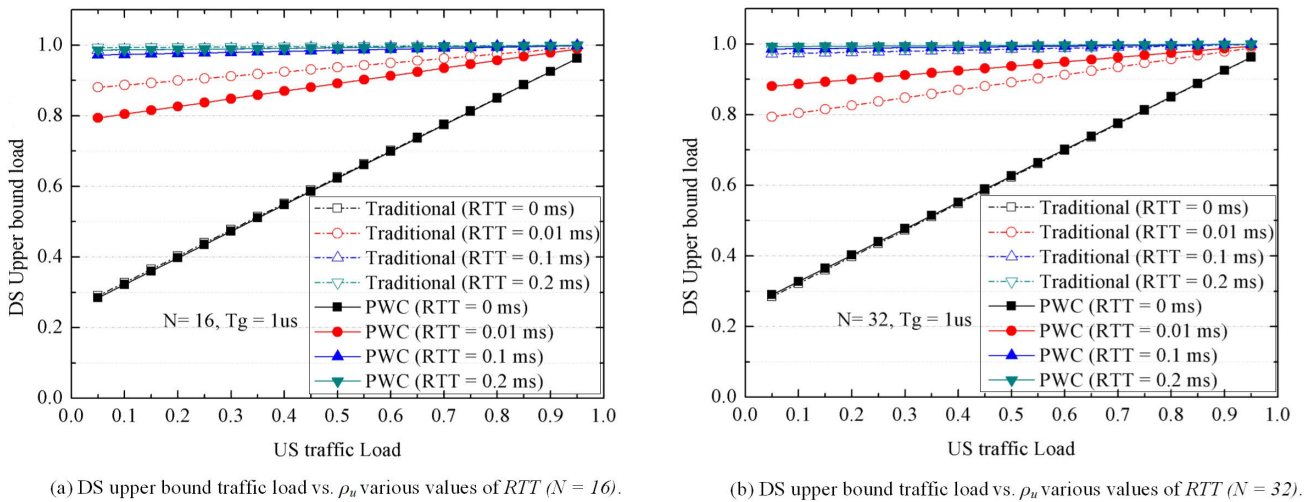 DS Upper bound load
1.0
0.8
0.6
0.4
0.2
0.0
Traditional (RTT = 0 ms)
Traditional (RTT = 0.01 ms)
Traditional (RTT = 0.1 ms)
Traditional (RTT = 0.2 ms)
PWC (RTT = 0 ms)
PWC (RTT = 0.01 ms)
PWC (RTT = 0.1 ms)
PWC (RTT = 0.2 ms)
N= 16, Tg = 1us
0.0 0.1 0.2 0.3 0.4 0.5 0.6 0.7 0.8 0.9 1.0
US traffic Load
(a) DS upper bound traffic load vs. ρu various values of RTT (N = 16).
DS Upper bound load
1.0
0.8
0.6
0.4
0.2
0.0
Traditional (RTT = 0 ms)
Traditional (RTT = 0.01 ms)
Traditional (RTT = 0.1 ms)
Traditional (RTT = 0.2 ms)
PWC (RTT = 0 ms)
PWC (RTT = 0.01 ms)
PWC (RTT = 0.1 ms)
PWC (RTT = 0.2 ms)
N= 32, Tg = 1us
0.0 0.1 0.2 0.3 0.4 0.5 0.6 0.7 0.8 0.9 1.0
US traffic Load
(b) DS upper bound traffic load vs. ρu various values of RTT (N = 32).